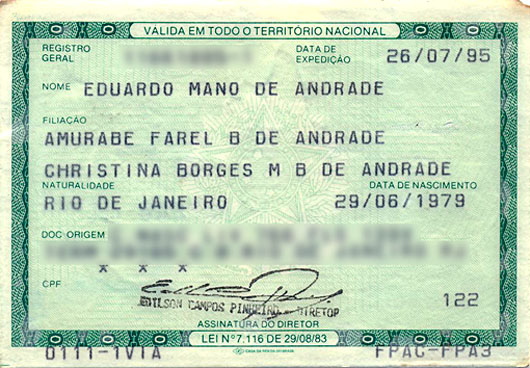 VÁLIDA EM TODO O TERRITÓRIO NACIONAL
REGISTRO GERAL DATA DE EXPEDIÇÃO 26/07/95
NOME EDUARDO MANO DE ANDRADE
FILIAÇÃO
AMURABE FAREL B DE ANDRADE
CHRISTINA BORGES M B DE ANDRADE
NATURALIDADE DATA DE NASCIMENTO
RIO DE JANEIRO 29/06/1979
DOC ORIGEM
* * *
CPF
EDILSON CAMPOS PINHEIRO - DIRETOR
122
ASSINATURA DO DIRETOR
LEI Nº 7.116 DE 29/08/83
0111-1VIA FPAC-FPA3